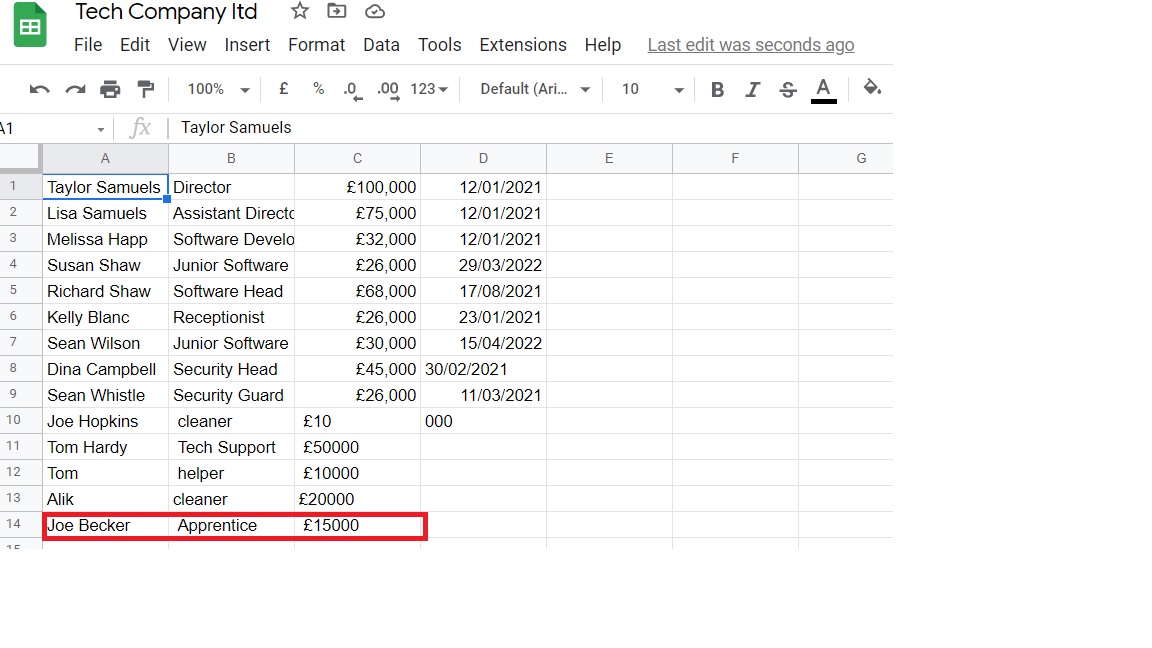 Tech Company ltd
File Edit View Insert Format Data Tools Extensions Help Last edit was seconds ago
100% £ % .0 .00 123 Default (Ari... 10 B I S A
A1 fx Taylor Samuels
A B C D E F G
1 Taylor Samuels Director £100,000 12/01/2021
2 Lisa Samuels Assistant Directo £75,000 12/01/2021
3 Melissa Happ Software Develo £32,000 12/01/2021
4 Susan Shaw Junior Software £26,000 29/03/2022
5 Richard Shaw Software Head £68,000 17/08/2021
6 Kelly Blanc Receptionist £26,000 23/01/2021
7 Sean Wilson Junior Software £30,000 15/04/2022
8 Dina Campbell Security Head £45,000 30/02/2021
9 Sean Whistle Security Guard £26,000 11/03/2021
10 Joe Hopkins cleaner £10 000
11 Tom Hardy Tech Support £50000
12 Tom helper £10000
13 Alik cleaner £20000
14 Joe Becker Apprentice £15000
15